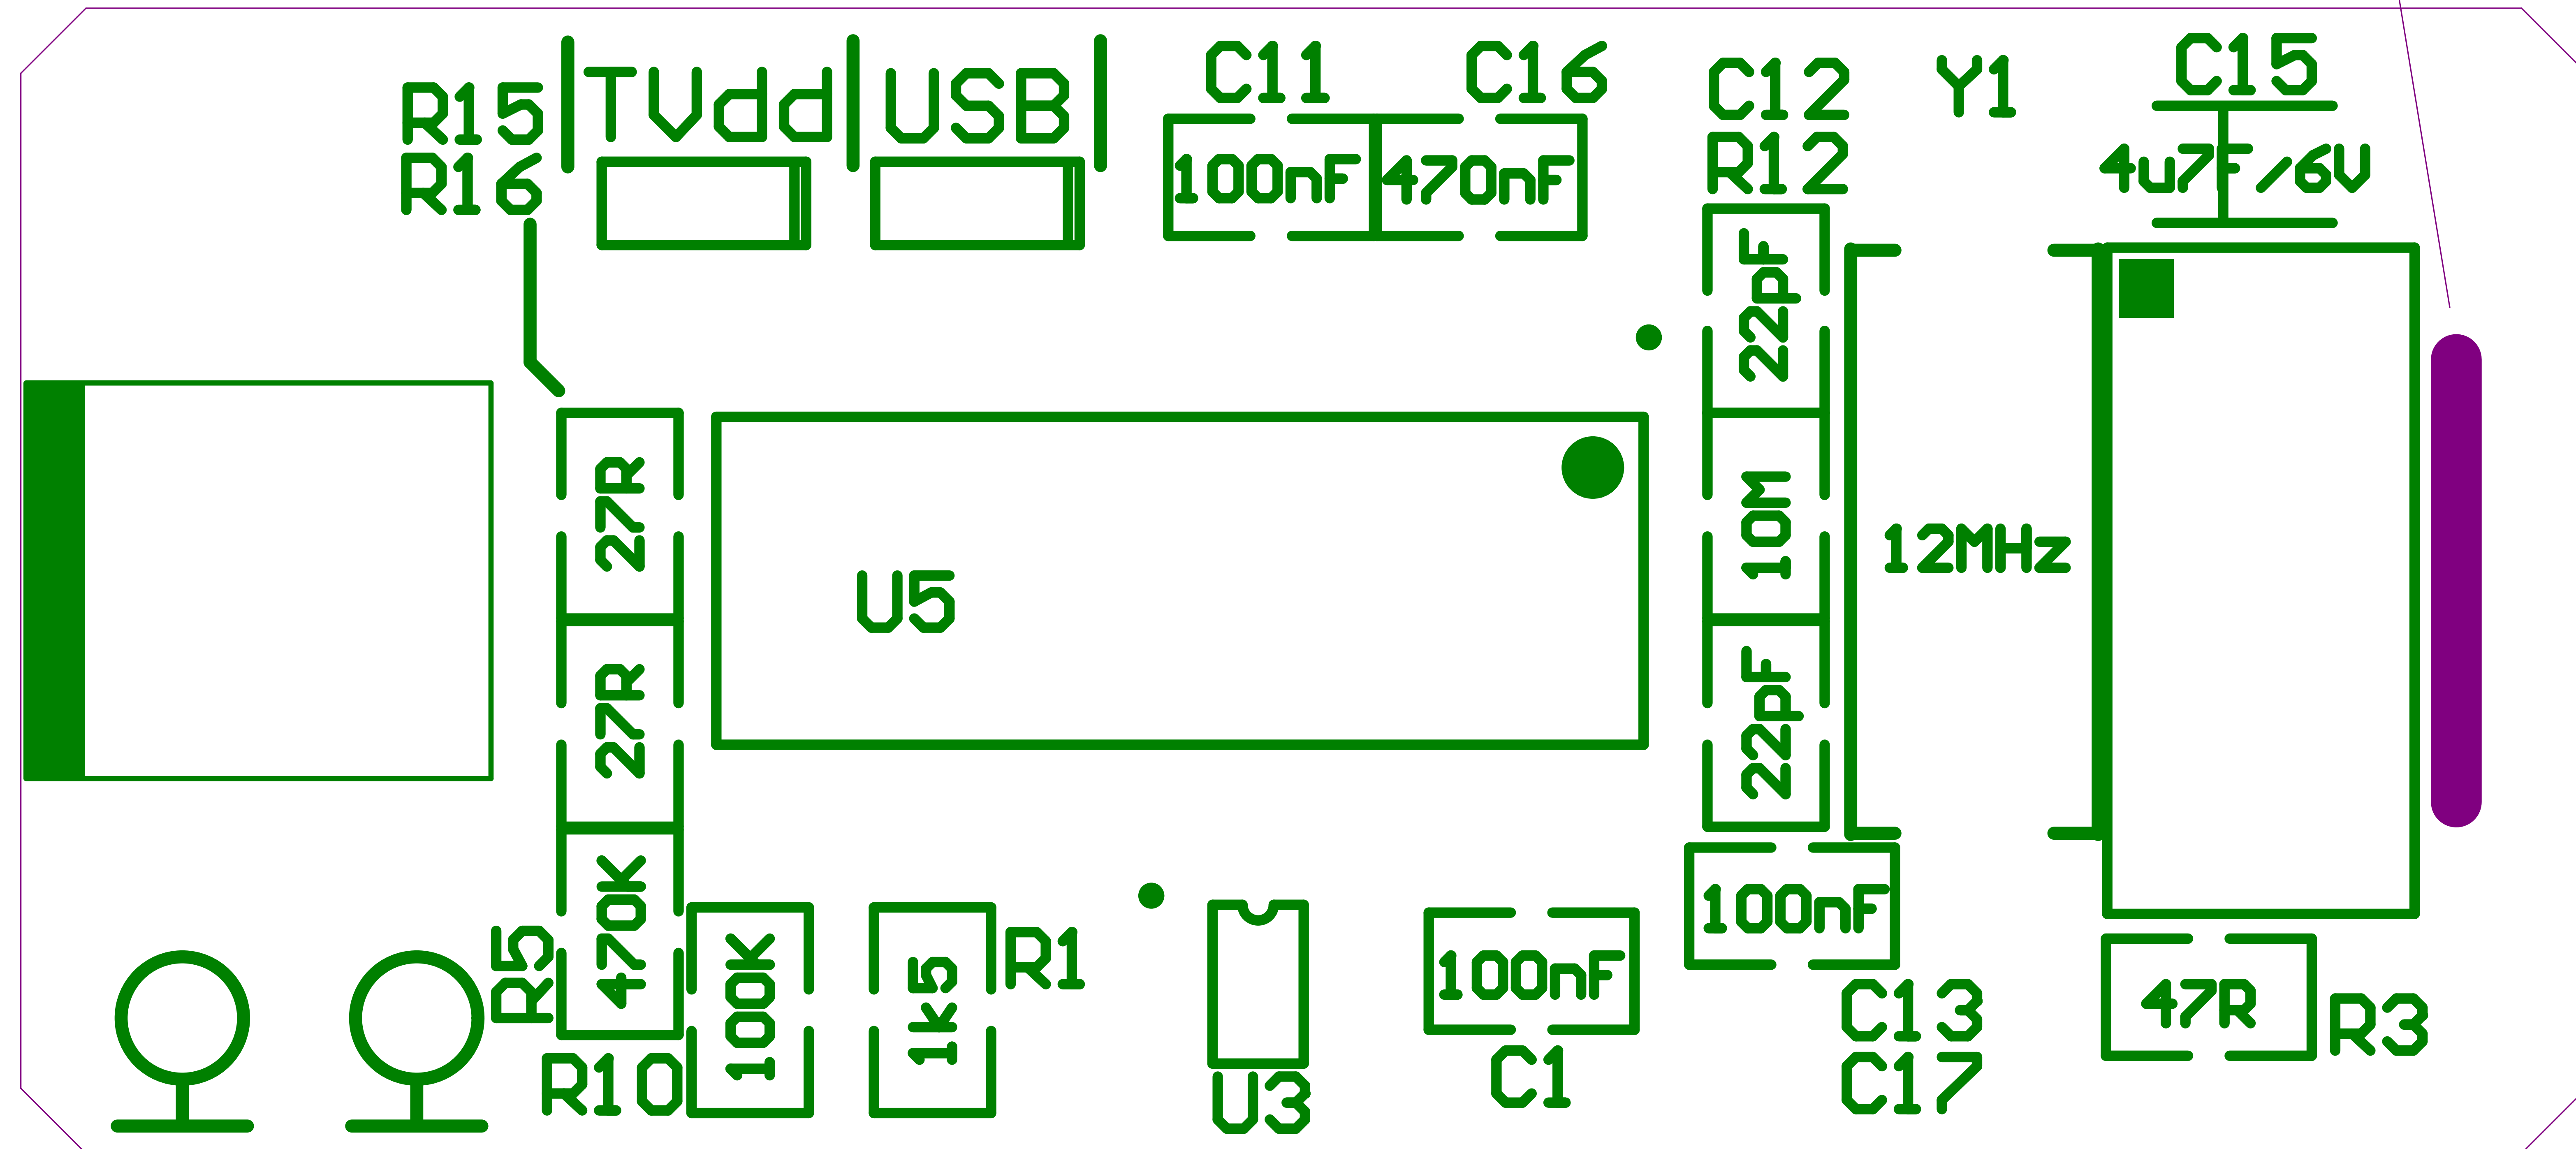 R15
R16
TVdd
USB
C11
C16
100nF
470nF
C12
R12
Y1
C15
4u7F/6V
22pF
10M
22pF
12MHz
27R
27R
470K
U5
R5
R10
100K
1k5
R1
U3
100nF
C1
100nF
C13
C17
47R
R3